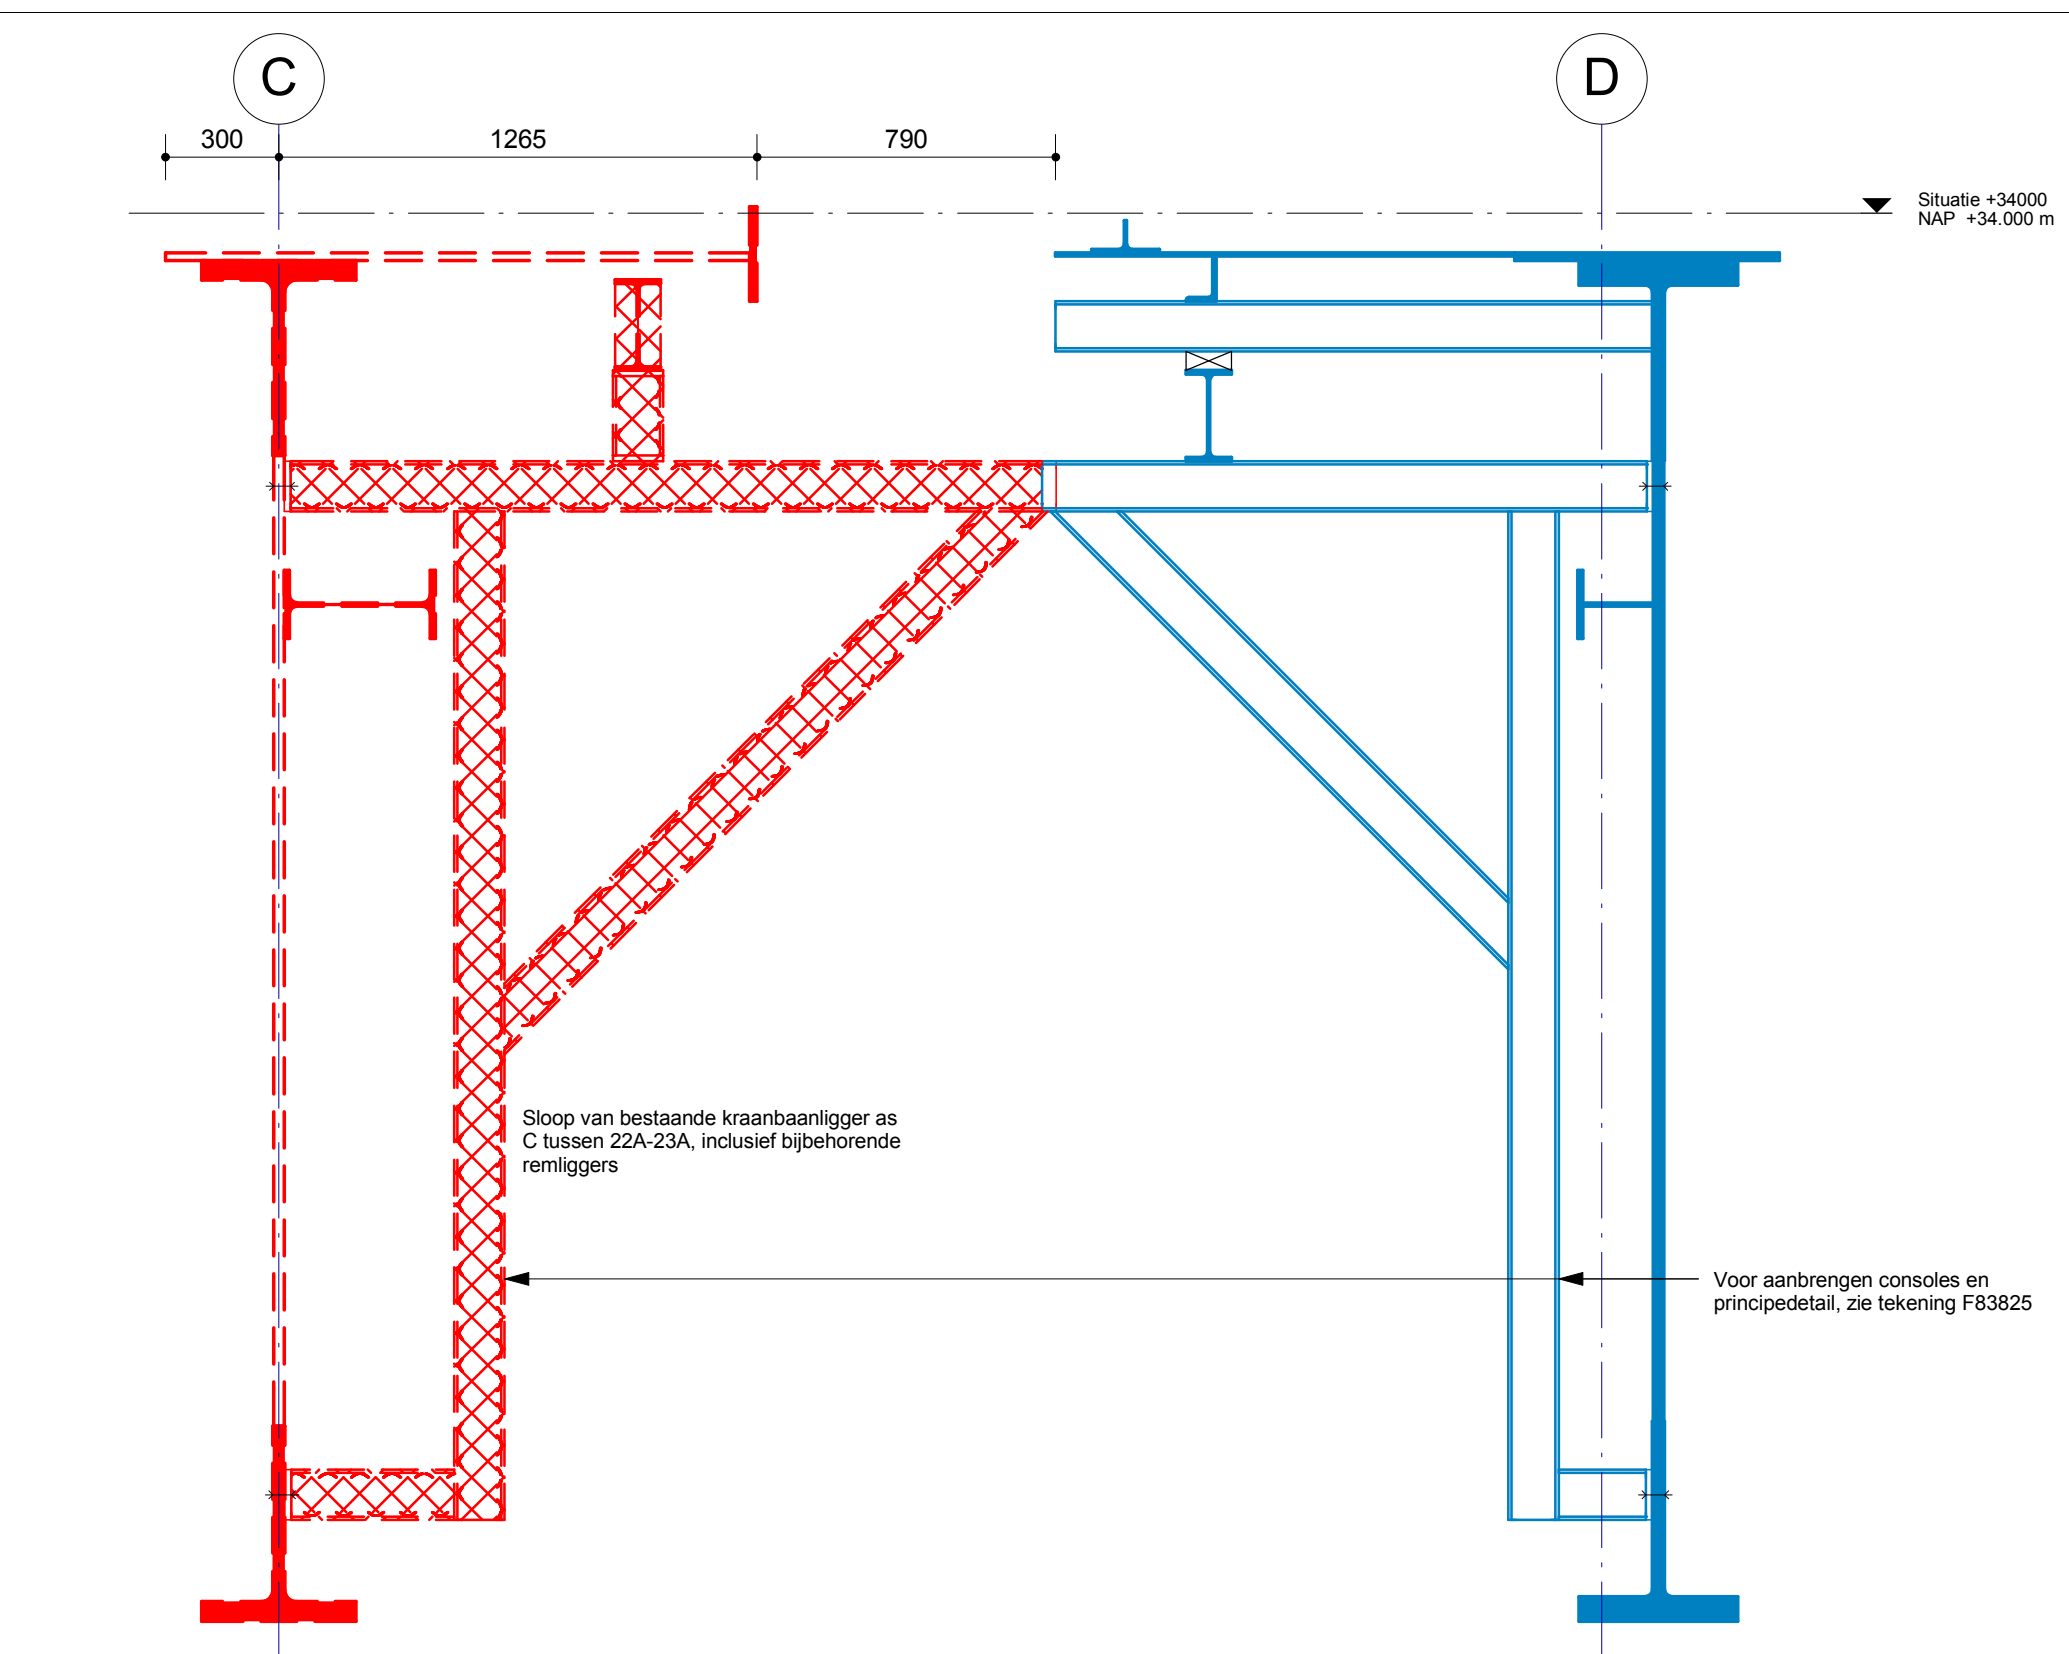 C
D
300
1265
790
Situatie +34000
NAP +34.000 m
Sloop van bestaande kraanbaanligger as
C tussen 22A-23A, inclusief bijbehorende
remliggers
Voor aanbrengen consoles en
principedetail, zie tekening F83825